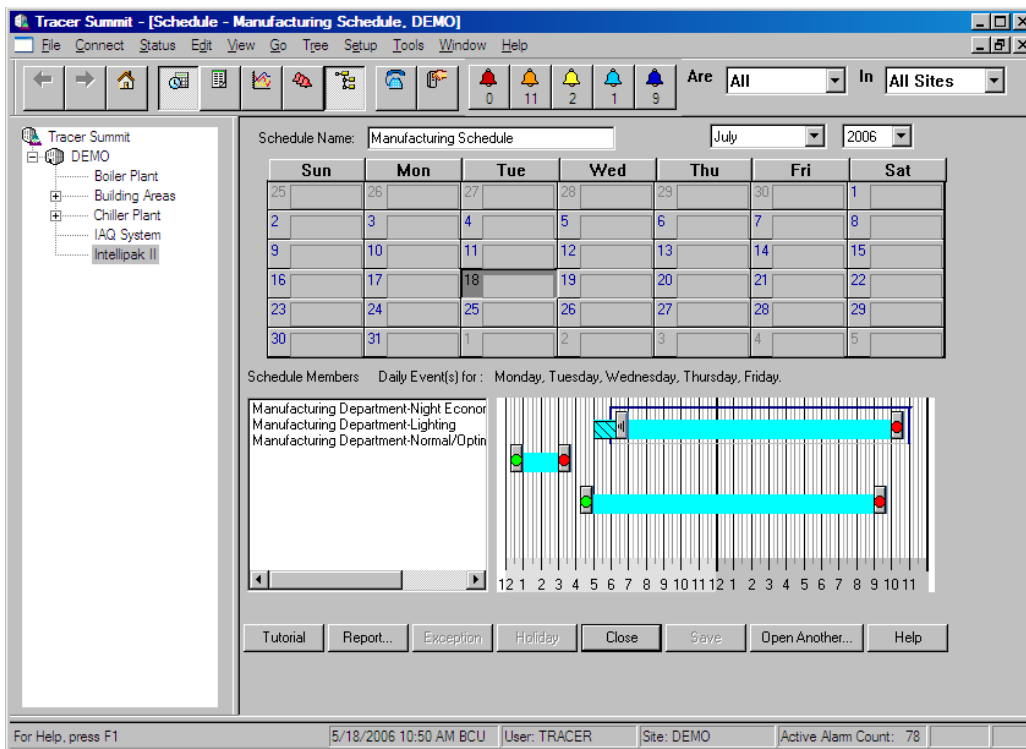 Tracer Summit - [Schedule - Manufacturing Schedule, DEMO]
File Connect Status Edit View Go Tree Setup Tools Window Help
0 11 2 1 9 Are All In All Sites
Tracer Summit
DEMO
Boiler Plant
Building Areas
Chiller Plant
IAQ System
Intellipak II
Schedule Name: Manufacturing Schedule July 2006
Sun Mon Tue Wed Thu Fri Sat
25 26 27 28 29 30 1
2 3 4 5 6 7 8
9 10 11 12 13 14 15
16 17 18 19 20 21 22
23 24 25 26 27 28 29
30 31 1 2 3 4 5
Schedule Members Daily Event(s) for : Monday, Tuesday, Wednesday, Thursday, Friday.
Manufacturing Department-Night Econor
Manufacturing Department-Lighting
Manufacturing Department-Normal/Optin
12 1 2 3 4 5 6 7 8 9 10 11 12 1 2 3 4 5 6 7 8 9 10 11
Tutorial Report... Exception Holiday Close Save Open Another... Help
For Help, press F1 5/18/2006 10:50 AM BCU User: TRACER Site: DEMO Active Alarm Count: 78